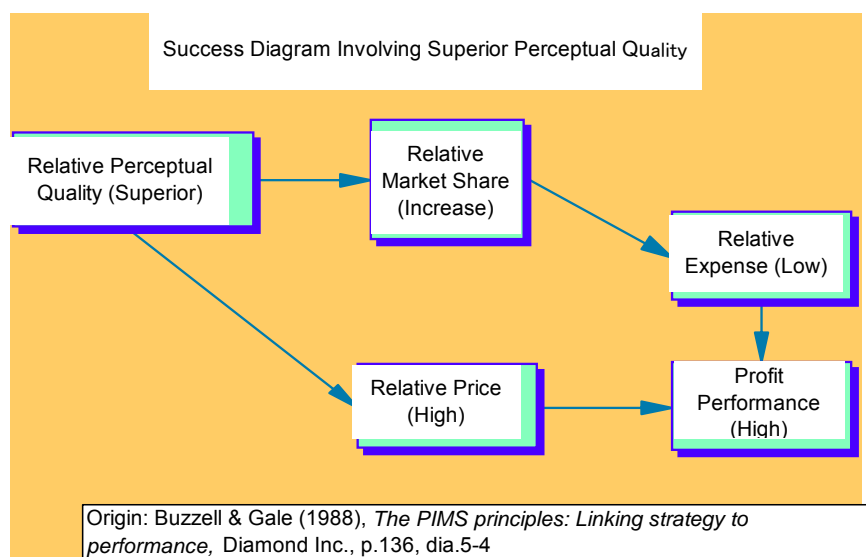 Success Diagram Involving Superior Perceptual Quality
Relative Perceptual
Quality (Superior)
Relative
Market Share
(Increase)
Relative
Expense (Low)
Relative Price
(High)
Profit
Performance
(High)
Origin: Buzzell & Gale (1988), The PIMS principles: Linking strategy to
performance, Diamond Inc., p.136, dia.5-4